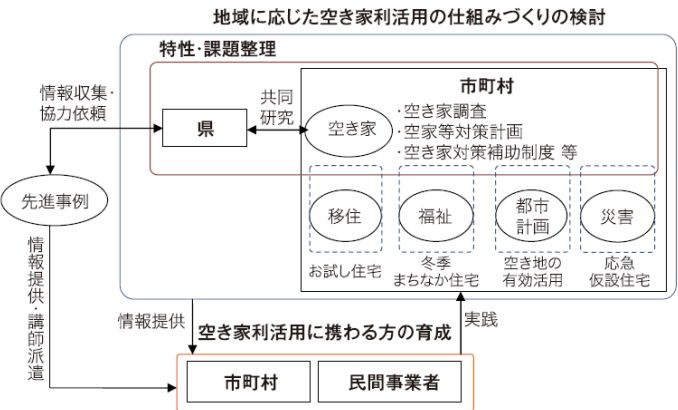 地域に応じた空き家利活用の仕組みづくりの検討
特性・課題整理
市町村
情報収集・
協力依頼
県
共同
研究
空き家
・空き家調査
・空家等対策計画
・空き家対策補助制度 等
先進事例
移住
福祉
都市
計画
災害
お試し住宅
冬季
まちなか住宅
空き地の
有効活用
応急
仮設住宅
情報提供・講師派遣
情報提供
空き家利活用に携わる方の育成
実践
市町村
民間事業者